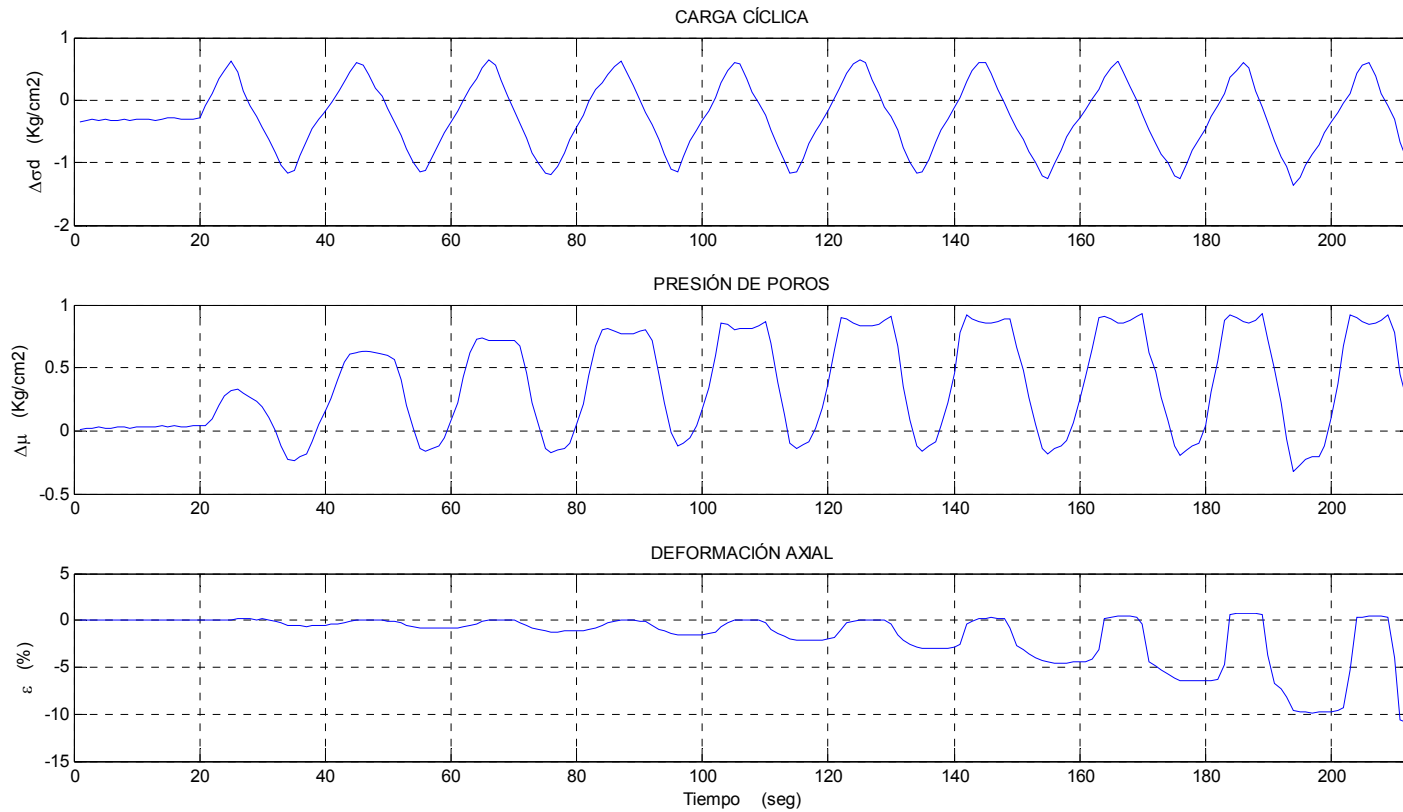 CARGA CÍCLICA
1
0
-1
-2
Δσd (Kg/cm2)
0 20 40 60 80 100 120 140 160 180 200
PRESIÓN DE POROS
1
0.5
0
-0.5
Δμ (Kg/cm2)
0 20 40 60 80 100 120 140 160 180 200
DEFORMACIÓN AXIAL
5
0
-5
-10
-15
ε (%)
0 20 40 60 80 100 120 140 160 180 200
Tiempo (seg)